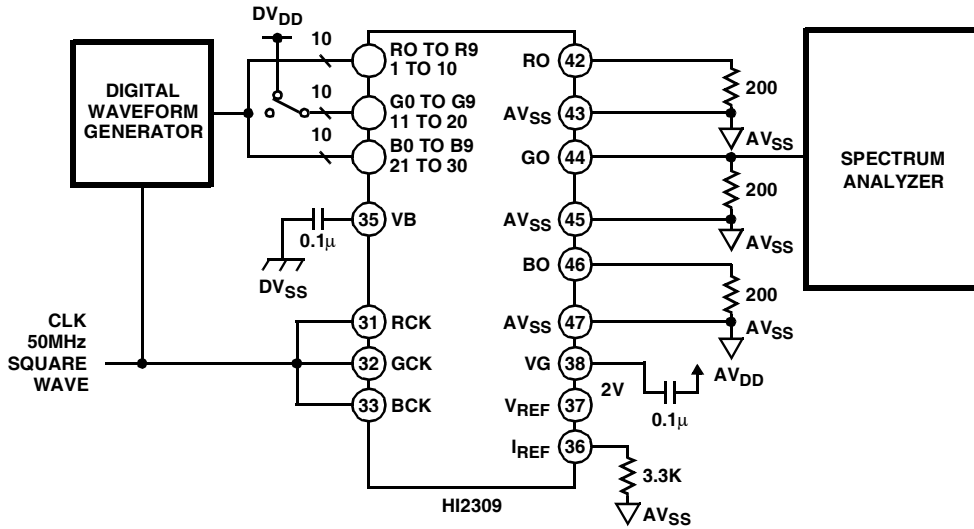 DV_DD
10
RO TO R9
1 TO 10
10
G0 TO G9
11 TO 20
10
B0 TO B9
21 TO 30
DIGITAL
WAVEFORM
GENERATOR
35 VB
0.1µ
DV_SS
CLK
50MHz
SQUARE
WAVE
31 RCK
32 GCK
33 BCK
RO 42
200
AV_SS 43
AV_SS
GO 44
200
AV_SS 45
AV_SS
BO 46
200
AV_SS 47
AV_SS
VG 38
AV_DD
2V
0.1µ
V_REF 37
I_REF 36
3.3K
AV_SS
SPECTRUM
ANALYZER
HI2309